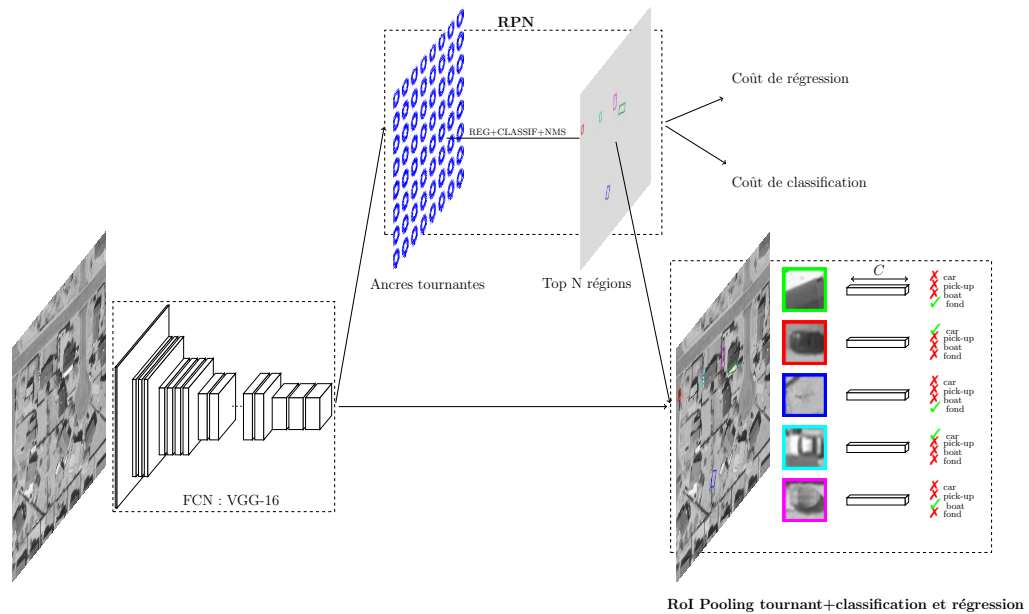 RPN
Coût de régression
REG+CLASSIF+NMS
Coût de classification
Ancres tournantes
Top N régions
FCN : VGG-16
C
car
pick-up
boat
fond
car
pick-up
boat
fond
car
pick-up
boat
fond
car
pick-up
boat
fond
car
pick-up
boat
fond
RoI Pooling tournant+classification et régression